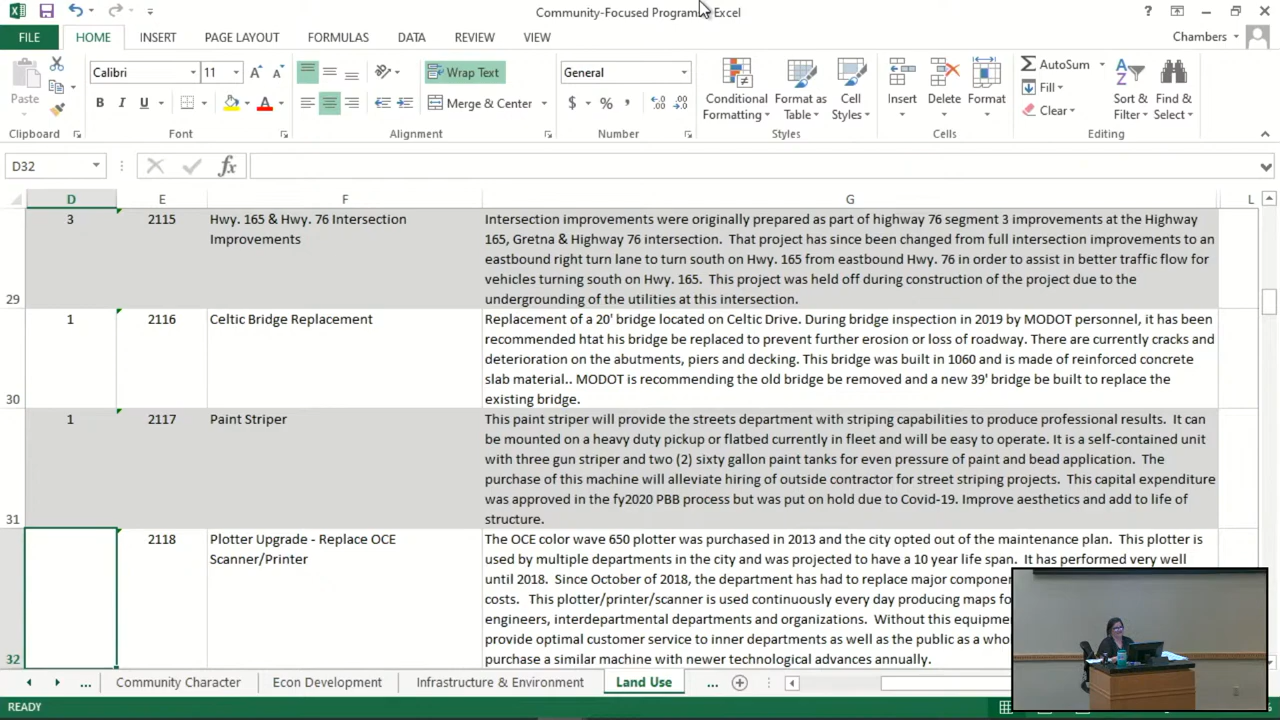 Community-Focused Programs - Excel
?
FILE
HOME
INSERT
PAGE LAYOUT
FORMULAS
DATA
REVIEW
VIEW
Chambers
Paste
Calibri
11
B I U
A
Wrap Text
Merge & Center
General
$ % ,
Conditional Formatting
Format as Table
Cell Styles
Insert
Delete
Format
AutoSum
Fill
Clear
Sort & Filter
Find & Select
Clipboard
Font
Alignment
Number
Styles
Cells
Editing
D32
fx
D E F G L
29
3
2115
Hwy. 165 & Hwy. 76 Intersection
Improvements
Intersection improvements were originally prepared as part of highway 76 segment 3 improvements at the Highway
165, Gretna & Highway 76 intersection. That project has since been changed from full intersection improvements to an
eastbound right turn lane to turn south on Hwy. 165 from eastbound Hwy. 76 in order to assist in better traffic flow for
vehicles turning south on Hwy. 165. This project was held off during construction of the project due to the
undergrounding of the utilities at this intersection.
30
1
2116
Celtic Bridge Replacement
Replacement of a 20' bridge located on Celtic Drive. During bridge inspection in 2019 by MODOT personnel, it has been
recommended htat his bridge be replaced to prevent further erosion or loss of roadway. There are currently cracks and
deterioration on the abutments, piers and decking. This bridge was built in 1060 and is made of reinforced concrete
slab material.. MODOT is recommending the old bridge be removed and a new 39' bridge be built to replace the
existing bridge.
31
1
2117
Paint Striper
This paint striper will provide the streets department with striping capabilities to produce professional results. It can
be mounted on a heavy duty pickup or flatbed currently in fleet and will be easy to operate. It is a self-contained unit
with three gun striper and two (2) sixty gallon paint tanks for even pressure of paint and bead application. The
purchase of this machine will alleviate hiring of outside contractor for street striping projects. This capital expenditure
was approved in the fy2020 PBB process but was put on hold due to Covid-19. Improve aesthetics and add to life of
structure.
32
2118
Plotter Upgrade - Replace OCE
Scanner/Printer
The OCE color wave 650 plotter was purchased in 2013 and the city opted out of the maintenance plan. This plotter is
used by multiple departments in the city and was projected to have a 10 year life span. It has performed very well
until 2018. Since October of 2018, the department has had to replace major
costs. This plotter/printer/scanner is used continuously every day producing maps
engineers, interdepartmental departments and organizations. Without this
provide optimal customer service to inner departments as well as the public as a
purchase a similar machine with newer technological advances annually.
...
Community Character
Econ Development
Infrastructure & Environment
Land Use
...
READY